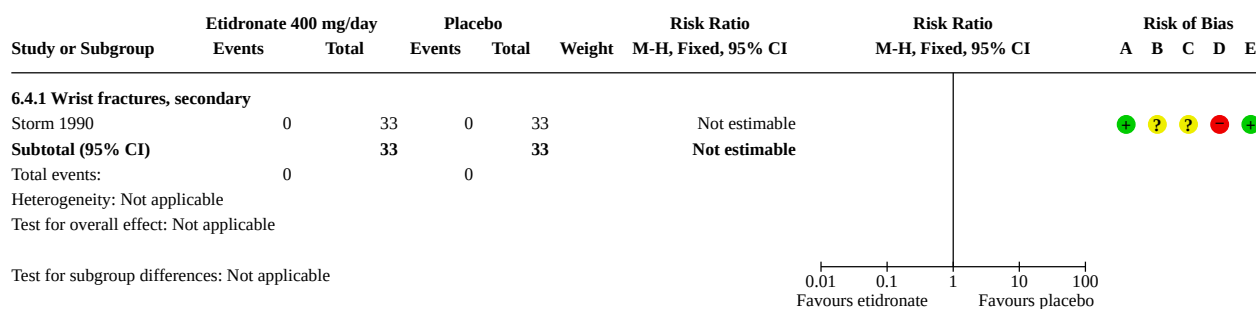 Etidronate 400 mg/day Placebo Risk Ratio Risk Ratio Risk of Bias
Study or Subgroup Events Total Events Total Weight M-H, Fixed, 95% CI M-H, Fixed, 95% CI A B C D E
6.4.1 Wrist fractures, secondary
Storm 1990 0 33 0 33 Not estimable + ? ? − +
Subtotal (95% CI) 33 33 Not estimable
Total events: 0 0
Heterogeneity: Not applicable
Test for overall effect: Not applicable
Test for subgroup differences: Not applicable
0.01 0.1 1 10 100
Favours etidronate Favours placebo